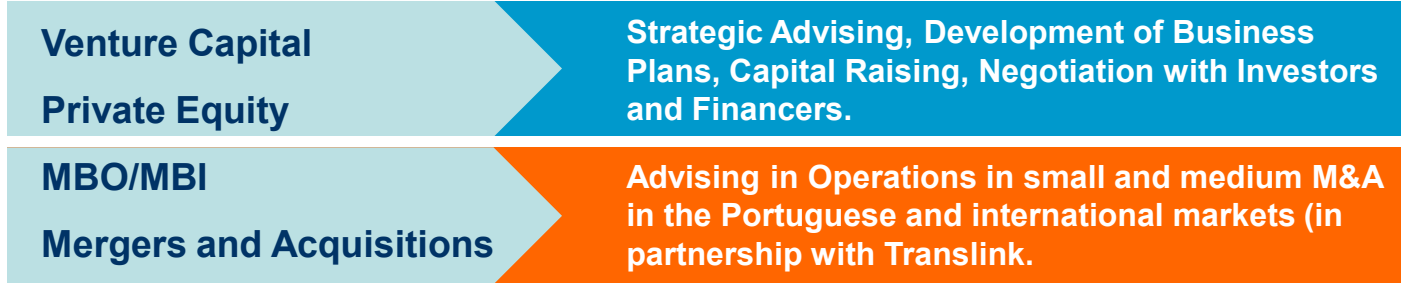 Venture Capital
Private Equity
Strategic Advising, Development of Business
Plans, Capital Raising, Negotiation with Investors
and Financers.
MBO/MBI
Mergers and Acquisitions
Advising in Operations in small and medium M&A
in the Portuguese and international markets (in
partnership with Translink.